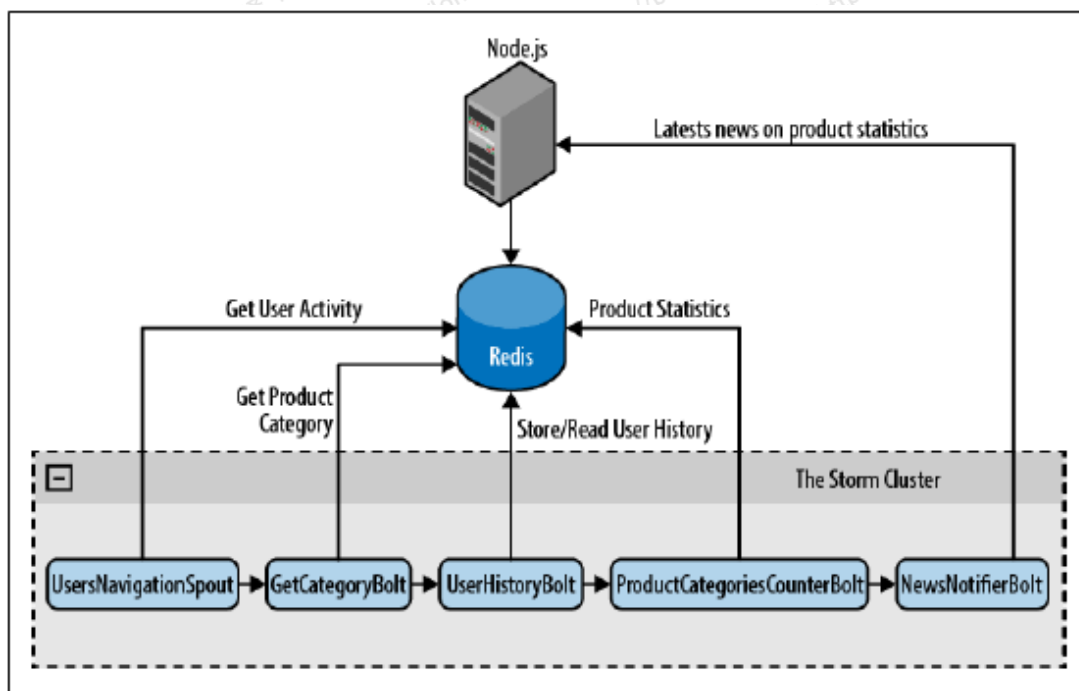 Node.js
Latests news on product statistics
Get User Activity
Product Statistics
Redis
Get Product
Category
Store/Read User History
The Storm Cluster
UsersNavigationSpout
GetCategoryBolt
UserHistoryBolt
ProductCategoriesCounterBolt
NewsNotifierBolt